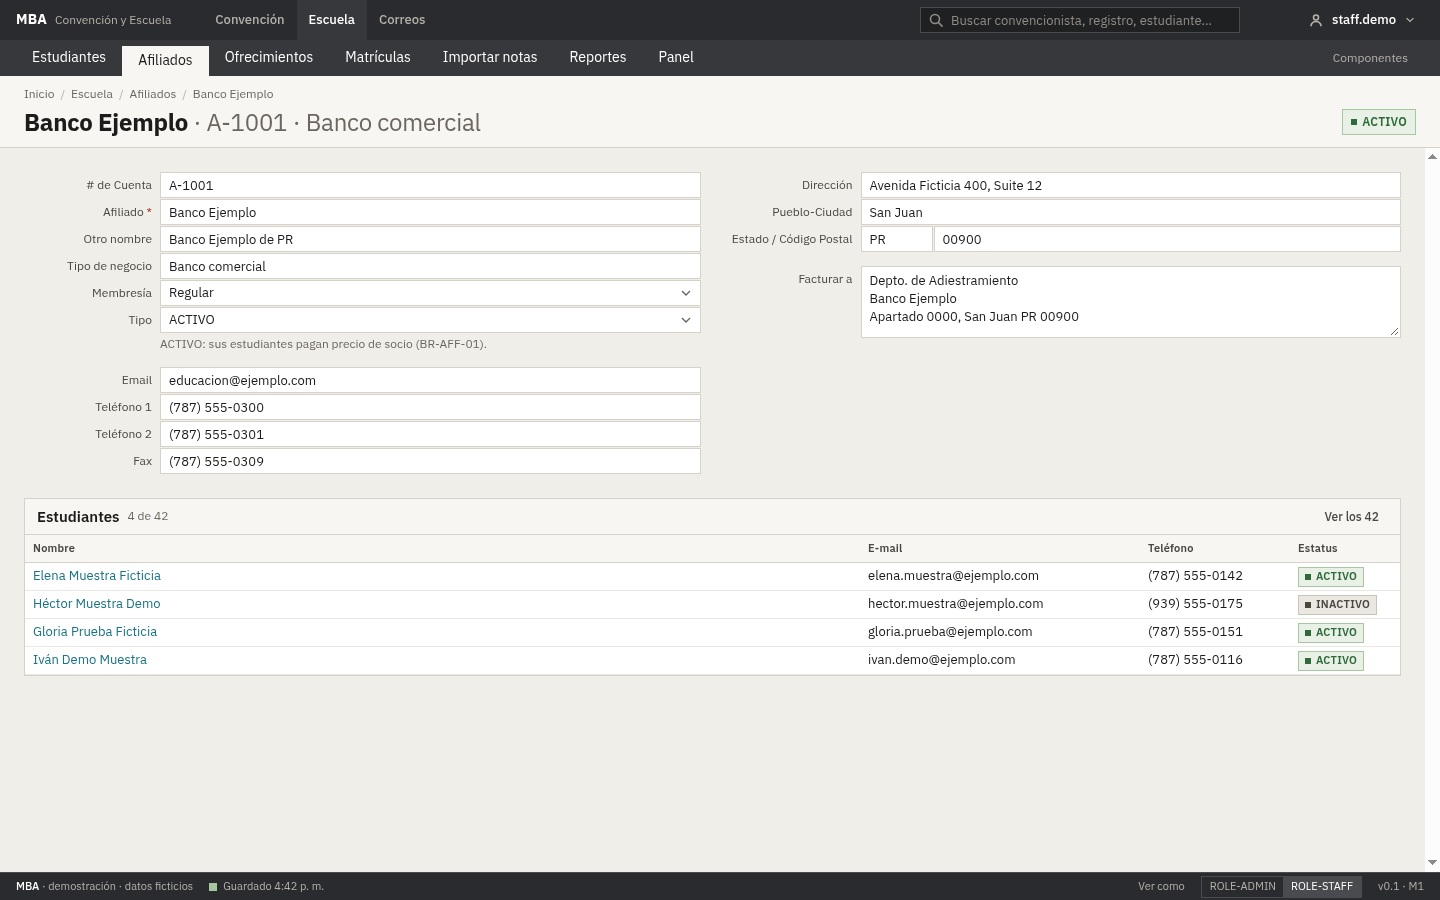 MBA Convención y Escuela Convención Escuela Correos Buscar convencionista, registro, estudiante... staff.demo
Estudiantes Afiliados Ofrecimientos Matrículas Importar notas Reportes Panel Componentes
Inicio / Escuela / Afiliados / Banco Ejemplo
Banco Ejemplo · A-1001 · Banco comercial ACTIVO
# de Cuenta A-1001
Afiliado * Banco Ejemplo
Otro nombre Banco Ejemplo de PR
Tipo de negocio Banco comercial
Membresía Regular
Tipo ACTIVO
ACTIVO: sus estudiantes pagan precio de socio (BR-AFF-01).
Email educacion@ejemplo.com
Teléfono 1 (787) 555-0300
Teléfono 2 (787) 555-0301
Fax (787) 555-0309
Dirección Avenida Ficticia 400, Suite 12
Pueblo-Ciudad San Juan
Estado / Código Postal PR 00900
Facturar a Depto. de Adiestramiento
Banco Ejemplo
Apartado 0000, San Juan PR 00900
Estudiantes 4 de 42 Ver los 42
Nombre E-mail Teléfono Estatus
Elena Muestra Ficticia elena.muestra@ejemplo.com (787) 555-0142 ACTIVO
Héctor Muestra Demo hector.muestra@ejemplo.com (939) 555-0175 INACTIVO
Gloria Prueba Ficticia gloria.prueba@ejemplo.com (787) 555-0151 ACTIVO
Iván Demo Muestra ivan.demo@ejemplo.com (787) 555-0116 ACTIVO
MBA · demostración · datos ficticios Guardado 4:42 p. m. Ver como ROLE-ADMIN ROLE-STAFF v0.1 · M1